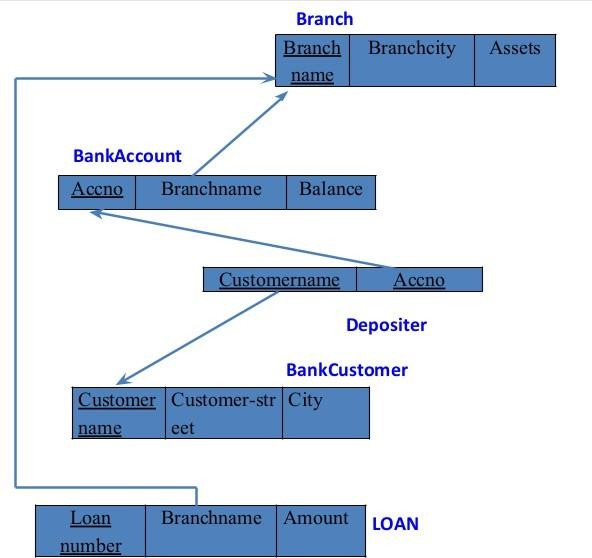 Branch
Branch Branchcity Assets
name
BankAccount
Accno Branchname Balance
Customername Accno
Depositer
BankCustomer
Customer Customer-str City
name eet
Loan Branchname Amount LOAN
number